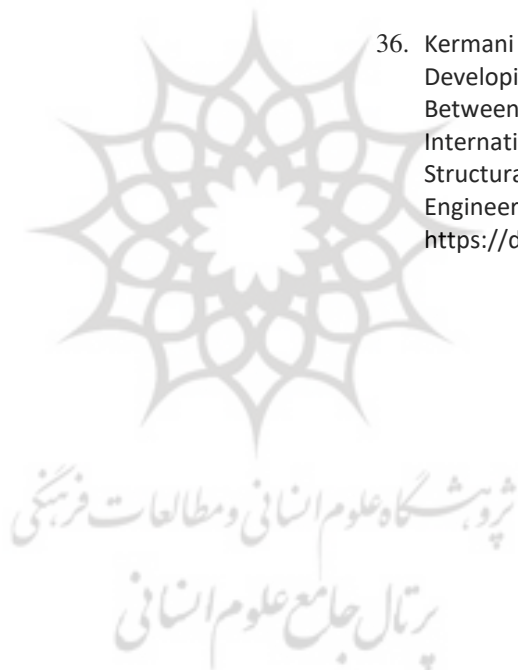 36. Kermani
Developi
Between
Internati
Structura
Engineer
https://d
پژوهشگاه علوم انسانی و مطالعات فرهنگی
پرتال جامع علوم انسانی